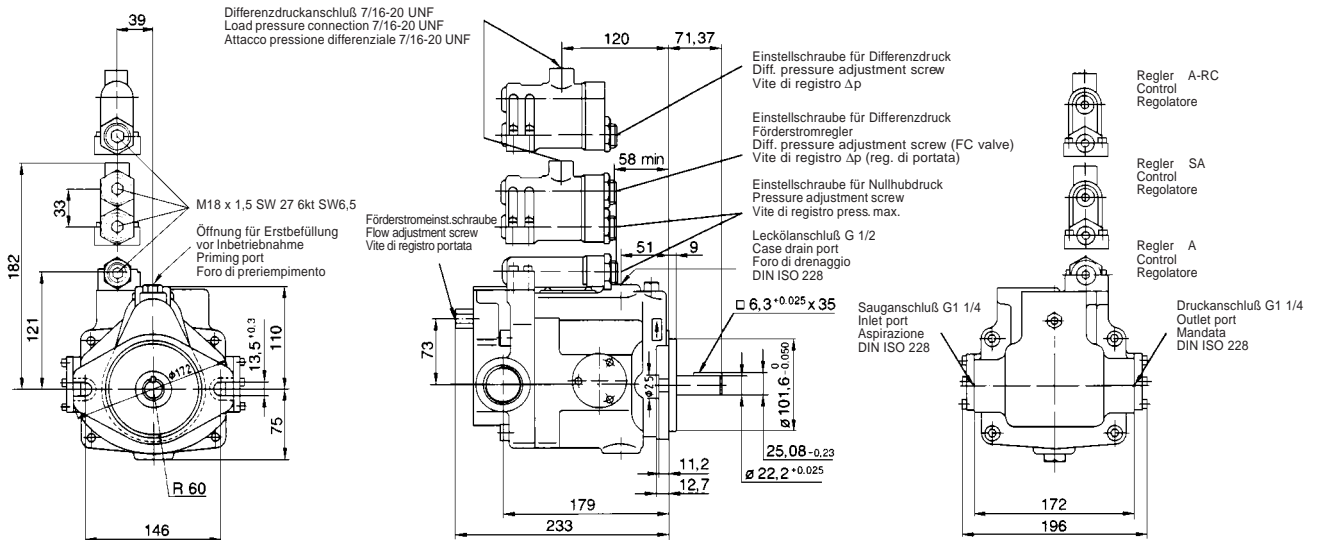 39
Differenzdruckanschluß 7/16-20 UNF
Load pressure connection 7/16-20 UNF
Attacco pressione differenziale 7/16-20 UNF
120
71,37
Einstellschraube für Differenzdruck
Diff. pressure adjustment screw
Vite di registro Δp
Einstellschraube für Differenzdruck
Förderstromregler
Diff. pressure adjustment screw (FC valve)
Vite di registro Δp (reg. di portata)
58 min
Einstellschraube für Nullhubdruck
Pressure adjustment screw
Vite di registro press. max.
Leckölanschluß G 1/2
Case drain port
Foro di drenaggio
DIN ISO 228
51
9
Regler A-RC
Control
Regolatore
Regler SA
Control
Regolatore
Regler A
Control
Regolatore
33
182
121
M18 x 1,5 SW 27 6kt SW6,5
Öffnung für Erstbefüllung
vor Inbetriebnahme
Priming port
Foro di preriempimento
Förderstromeinst.schraube
Flow adjustment screw
Vite di registro portata
13,5+0.3
110
75
ø172
R 60
146
73
ø25
□ 6,3+0.025 x 35
ø 101,6 0 -0.050
25,08-0.23
ø 22,2+0.025
11,2
12,7
179
233
Sauganschluß G1 1/4
Inlet port
Aspirazione
DIN ISO 228
Druckanschluß G1 1/4
Outlet port
Mandata
DIN ISO 228
172
196